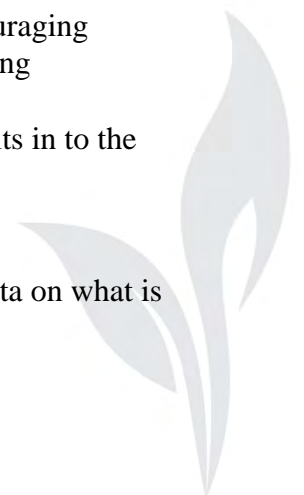 uraging
ng
ts in to the
ta on what is